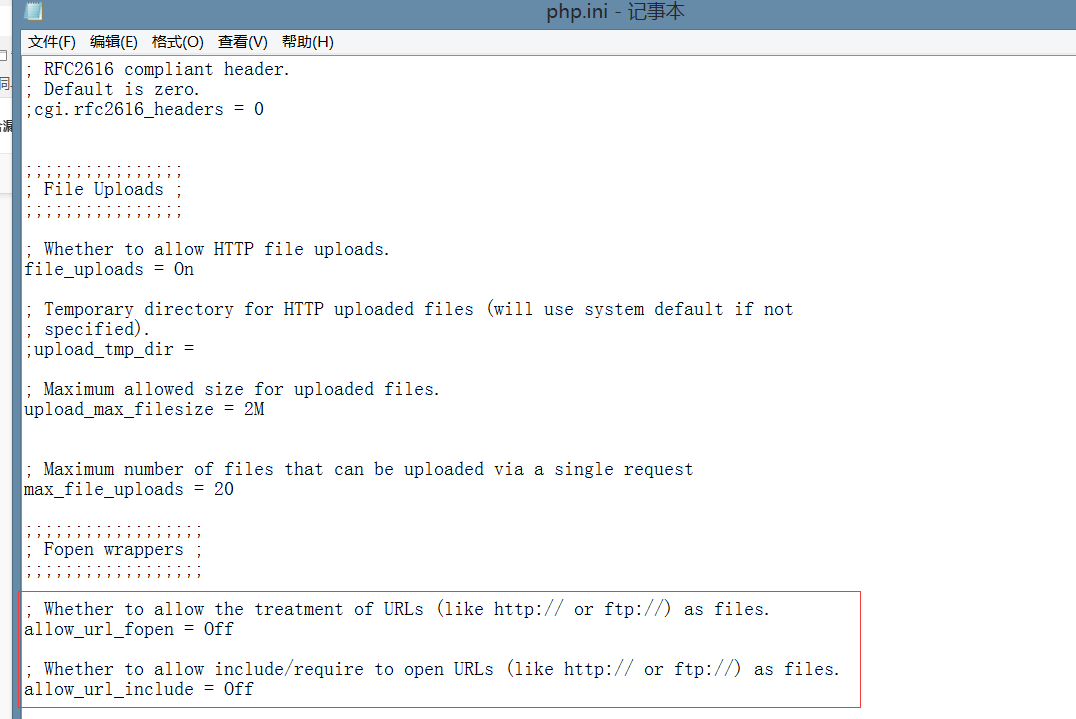 php.ini - 记事本
文件(F) 编辑(E) 格式(O) 查看(V) 帮助(H)
; RFC2616 compliant header.
; Default is zero.
;cgi.rfc2616_headers = 0
;;;;;;;;;;;;;;;;
; File Uploads ;
;;;;;;;;;;;;;;;;
; Whether to allow HTTP file uploads.
file_uploads = On
; Temporary directory for HTTP uploaded files (will use system default if not
; specified).
;upload_tmp_dir =
; Maximum allowed size for uploaded files.
upload_max_filesize = 2M
; Maximum number of files that can be uploaded via a single request
max_file_uploads = 20
;;;;;;;;;;;;;;;;;;
; Fopen wrappers ;
;;;;;;;;;;;;;;;;;;
; Whether to allow the treatment of URLs (like http:// or ftp://) as files.
allow_url_fopen = Off
; Whether to allow include/require to open URLs (like http:// or ftp://) as files.
allow_url_include = Off